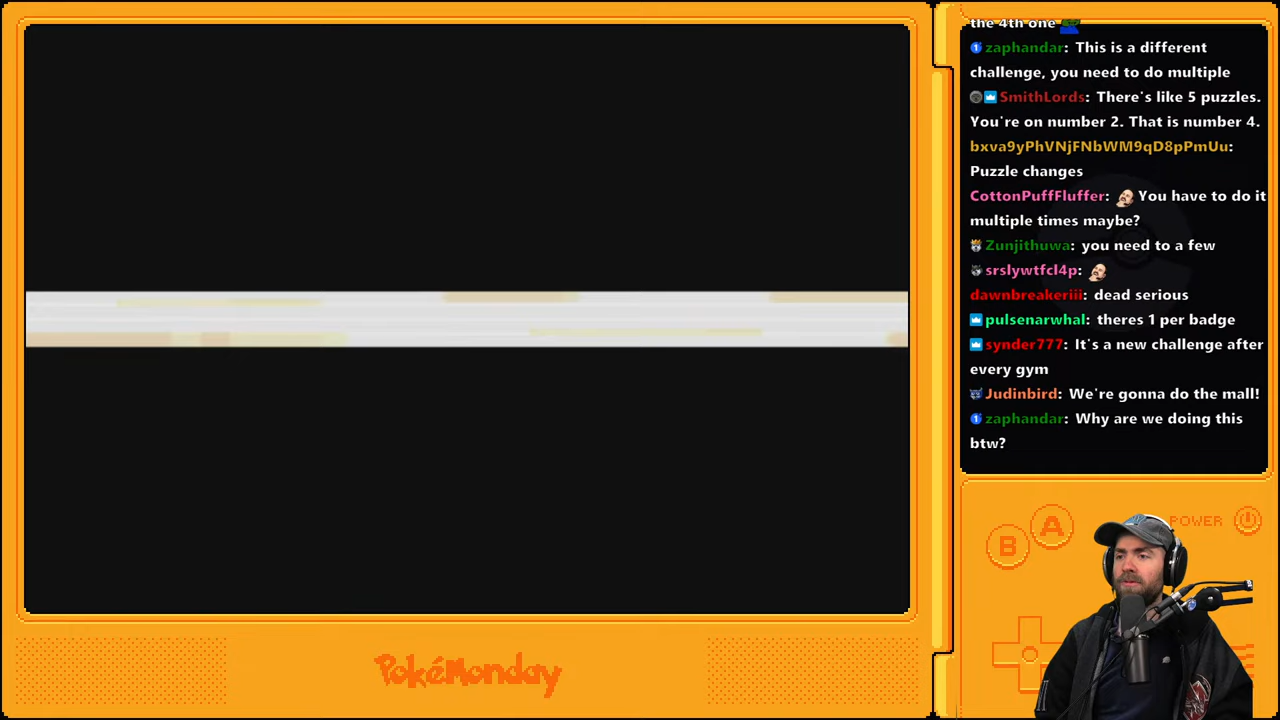 the 4th one
zaphandar: This is a different
challenge, you need to do multiple
SmithLords: There's like 5 puzzles.
You're on number 2. That is number 4.
bxva9yPhVNjFNbWM9qD8pPmUu:
Puzzle changes
CottonPuffFluffer: You have to do it
multiple times maybe?
Zunjithuwa: you need to a few
srslywtfcl4p:
dawnbreakeriii: dead serious
pulsenarwhal: theres 1 per badge
synder777: It's a new challenge after
every gym
Judinbird: We're gonna do the mall!
zaphandar: Why are we doing this
btw?
B A POWER
PokéMonday